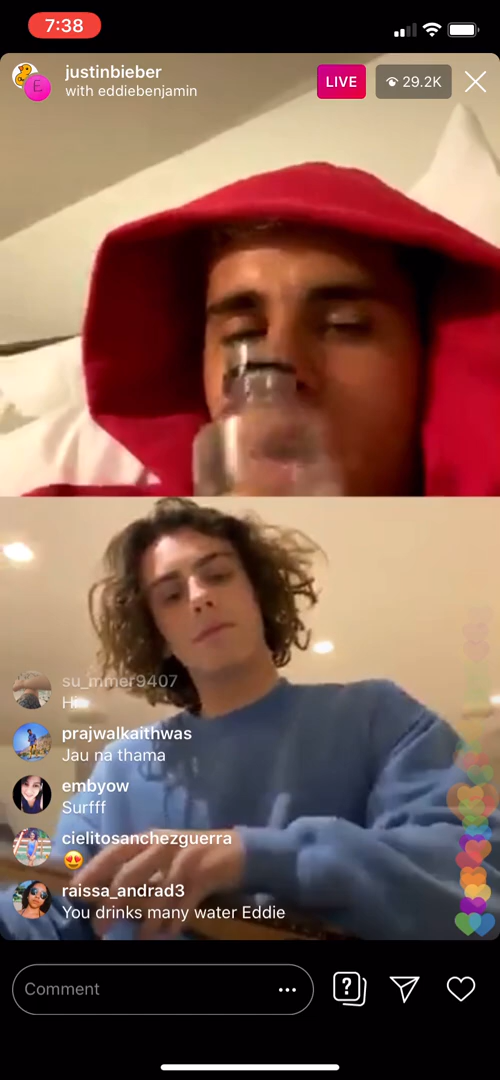 7:38
justinbieber
with eddiebenjamin
LIVE
29.2K
E
su_mmer9407
Hi
prajwalkaithwas
Jau na thama
embyow
Surfff
cielitosanchezguerra
😍
raissa_andrad3
You drinks many water Eddie
Comment